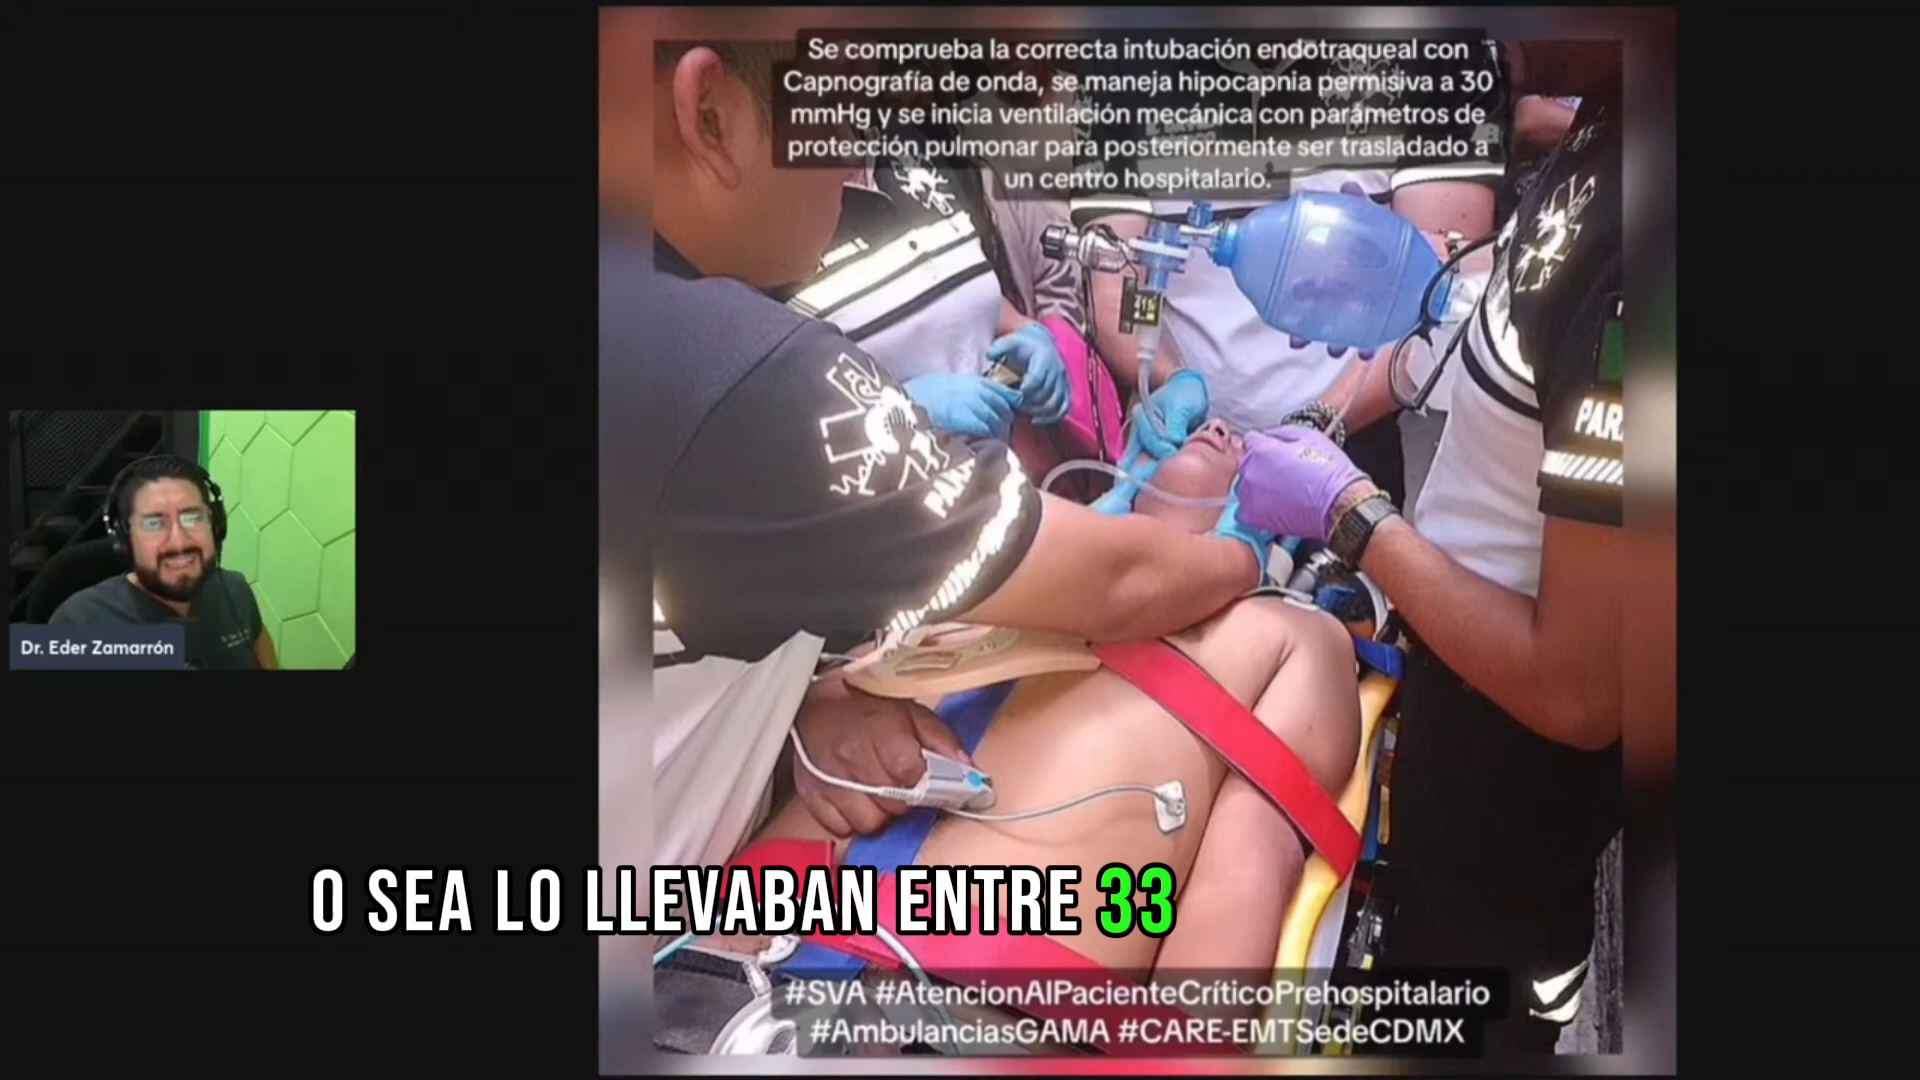 Se comprueba la correcta intubación endotraqueal con
Capnografía de onda, se maneja hipocapnia permisiva a 30
mmHg y se inicia ventilación mecánica con parámetros de
protección pulmonar para posteriormente ser trasladado a
un centro hospitalario.
PAR
PAR
Dr. Eder Zamarrón
O SEA LO LLEVABAN ENTRE 33
#SVA #AtencionAlPacienteCríticoPrehospitalario
#AmbulanciasGAMA #CARE-EMTSedeCDMX